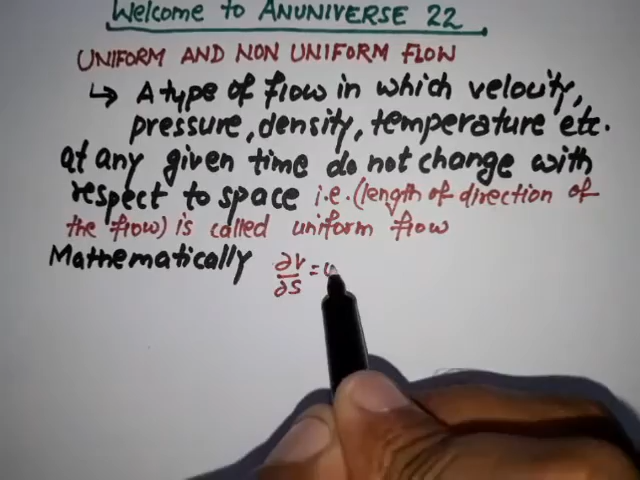 Welcome to ANUNIVERSE 22
UNIFORM AND NON UNIFORM FLOW
↳ A type of flow in which velocity,
pressure, density, temperature etc.
at any given time do not change with
respect to space i.e. (length of direction of
the flow) is called uniform flow
Mathematically ∂v/∂s =